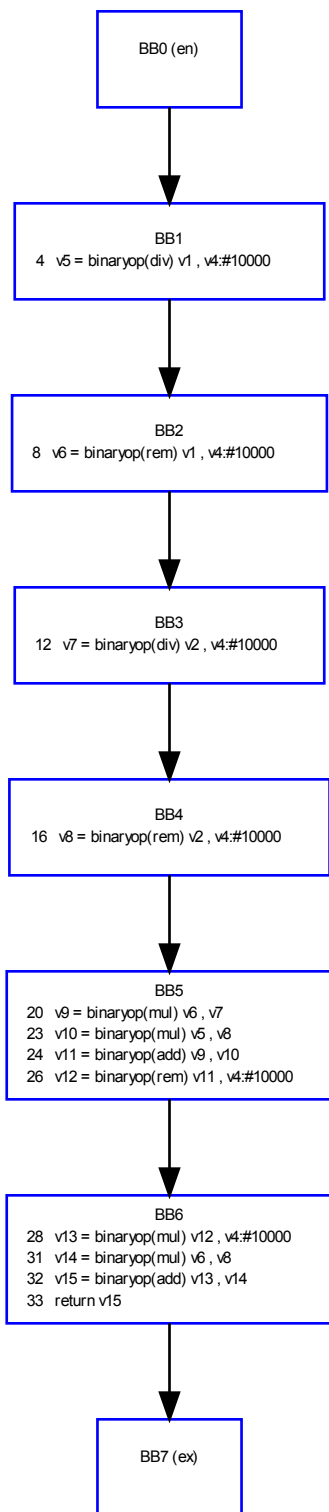 BB0 (en)
BB1
4 v5 = binaryop(div) v1 , v4:#10000
BB2
8 v6 = binaryop(rem) v1 , v4:#10000
BB3
12 v7 = binaryop(div) v2 , v4:#10000
BB4
16 v8 = binaryop(rem) v2 , v4:#10000
BB5
20 v9 = binaryop(mul) v6 , v7
23 v10 = binaryop(mul) v5 , v8
24 v11 = binaryop(add) v9 , v10
26 v12 = binaryop(rem) v11 , v4:#10000
BB6
28 v13 = binaryop(mul) v12 , v4:#10000
31 v14 = binaryop(mul) v6 , v8
32 v15 = binaryop(add) v13 , v14
33 return v15
BB7 (ex)